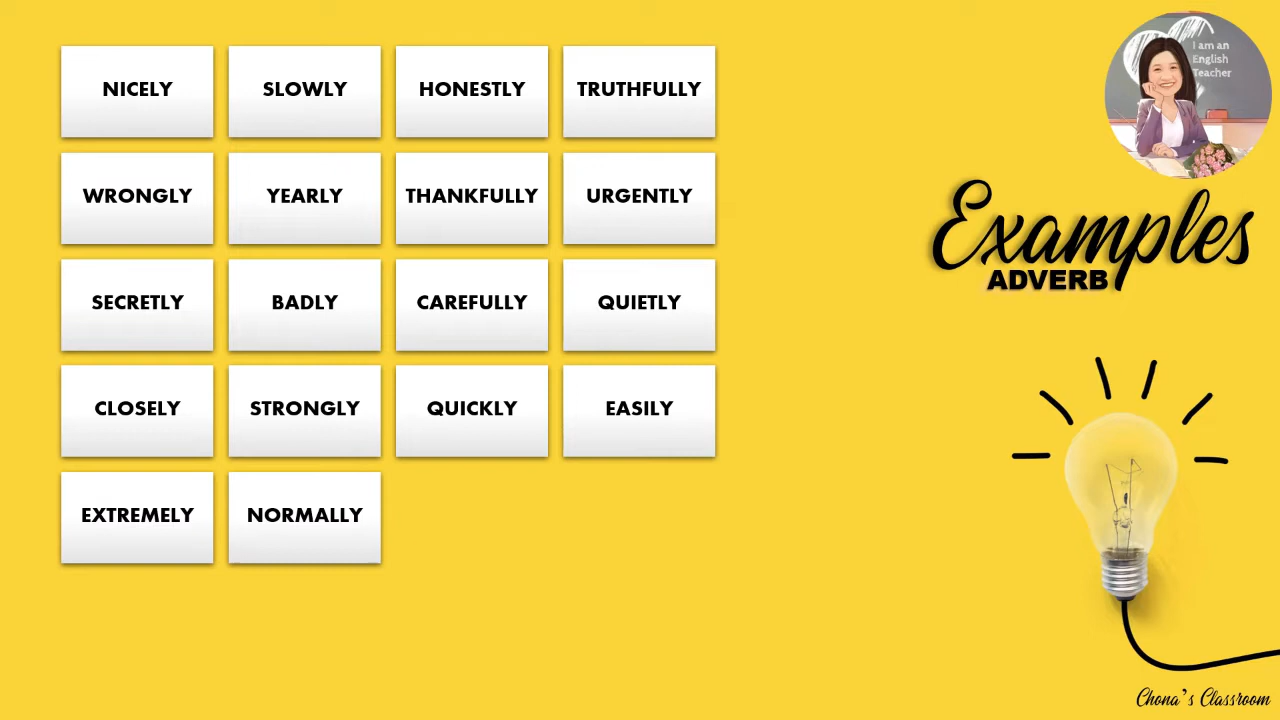 NICELY
SLOWLY
HONESTLY
TRUTHFULLY
WRONGLY
YEARLY
THANKFULLY
URGENTLY
SECRETLY
BADLY
CAREFULLY
QUIETLY
CLOSELY
STRONGLY
QUICKLY
EASILY
EXTREMELY
NORMALLY
I am an
English
Teacher
Examples
ADVERB
Chona's Classroom